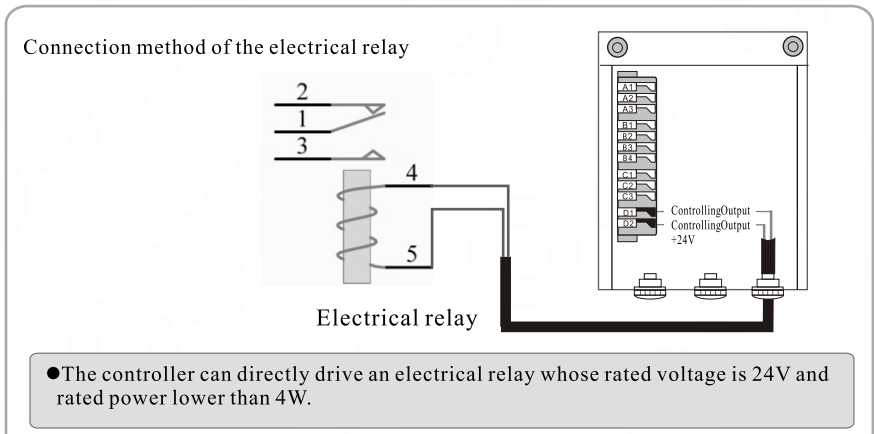 Connection method of the electrical relay
2
1
3
4
5
Electrical relay
A1
A2
A3
B1
B2
B3
B4
C1
C2
C3
D1
D2
ControllingOutput
ControllingOutput
+24V
●The controller can directly drive an electrical relay whose rated voltage is 24V and
rated power lower than 4W.